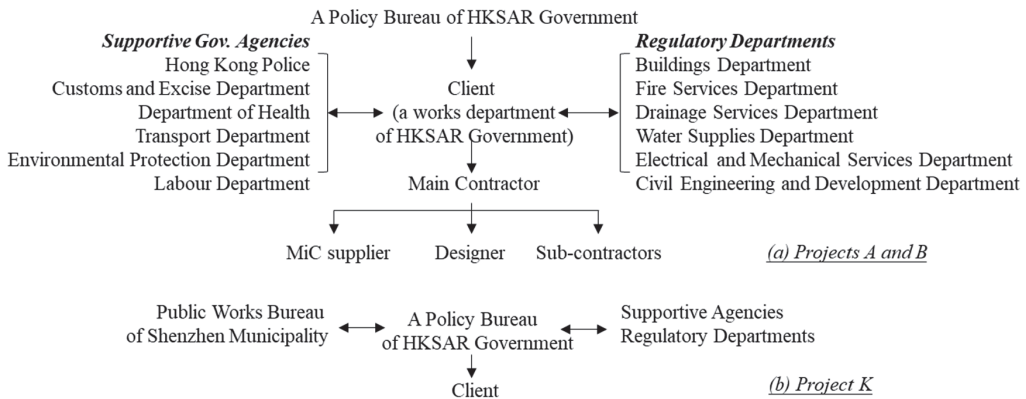 A Policy Bureau of HKSAR Government
Supportive Gov. Agencies
Hong Kong Police
Customs and Excise Department
Department of Health
Transport Department
Environmental Protection Department
Labour Department
Client
(a works department
of HKSAR Government)
Main Contractor
Regulatory Departments
Buildings Department
Fire Services Department
Drainage Services Department
Water Supplies Department
Electrical and Mechanical Services Department
Civil Engineering and Development Department
MiC supplier
Designer
Sub-contractors
(a) Projects A and B
Public Works Bureau
of Shenzhen Municipality
A Policy Bureau
of HKSAR Government
Supportive Agencies
Regulatory Departments
Client
(b) Project K